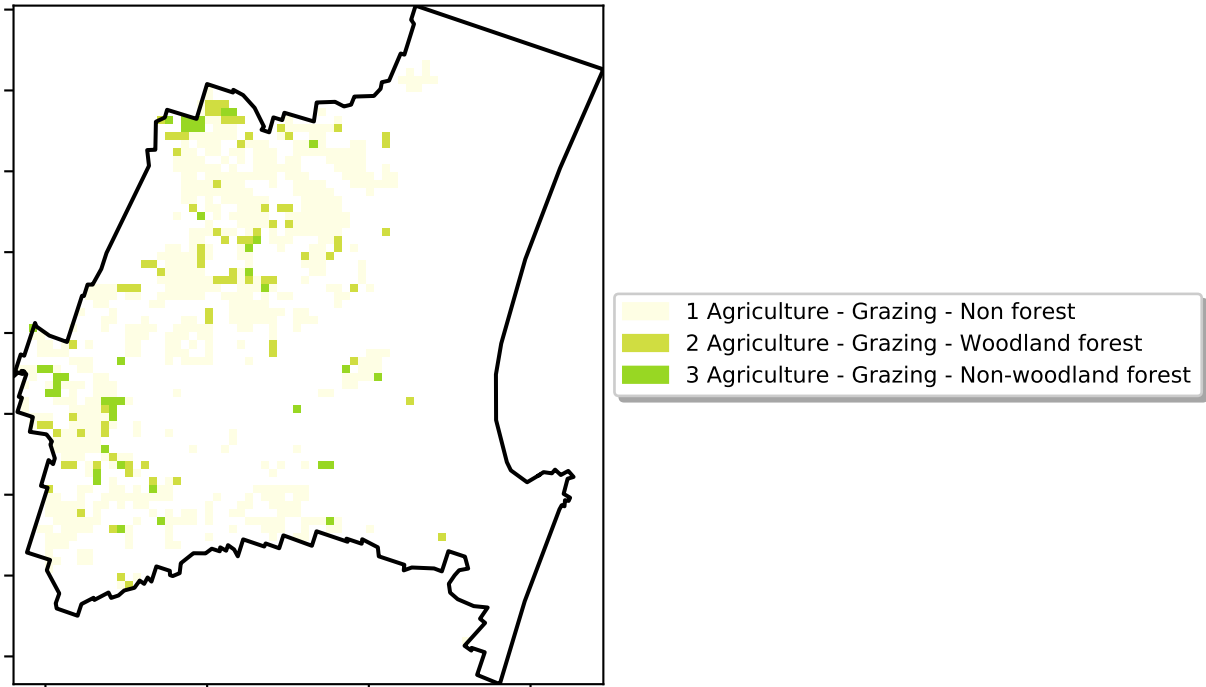 1 Agriculture - Grazing - Non forest
2 Agriculture - Grazing - Woodland forest
3 Agriculture - Grazing - Non-woodland forest